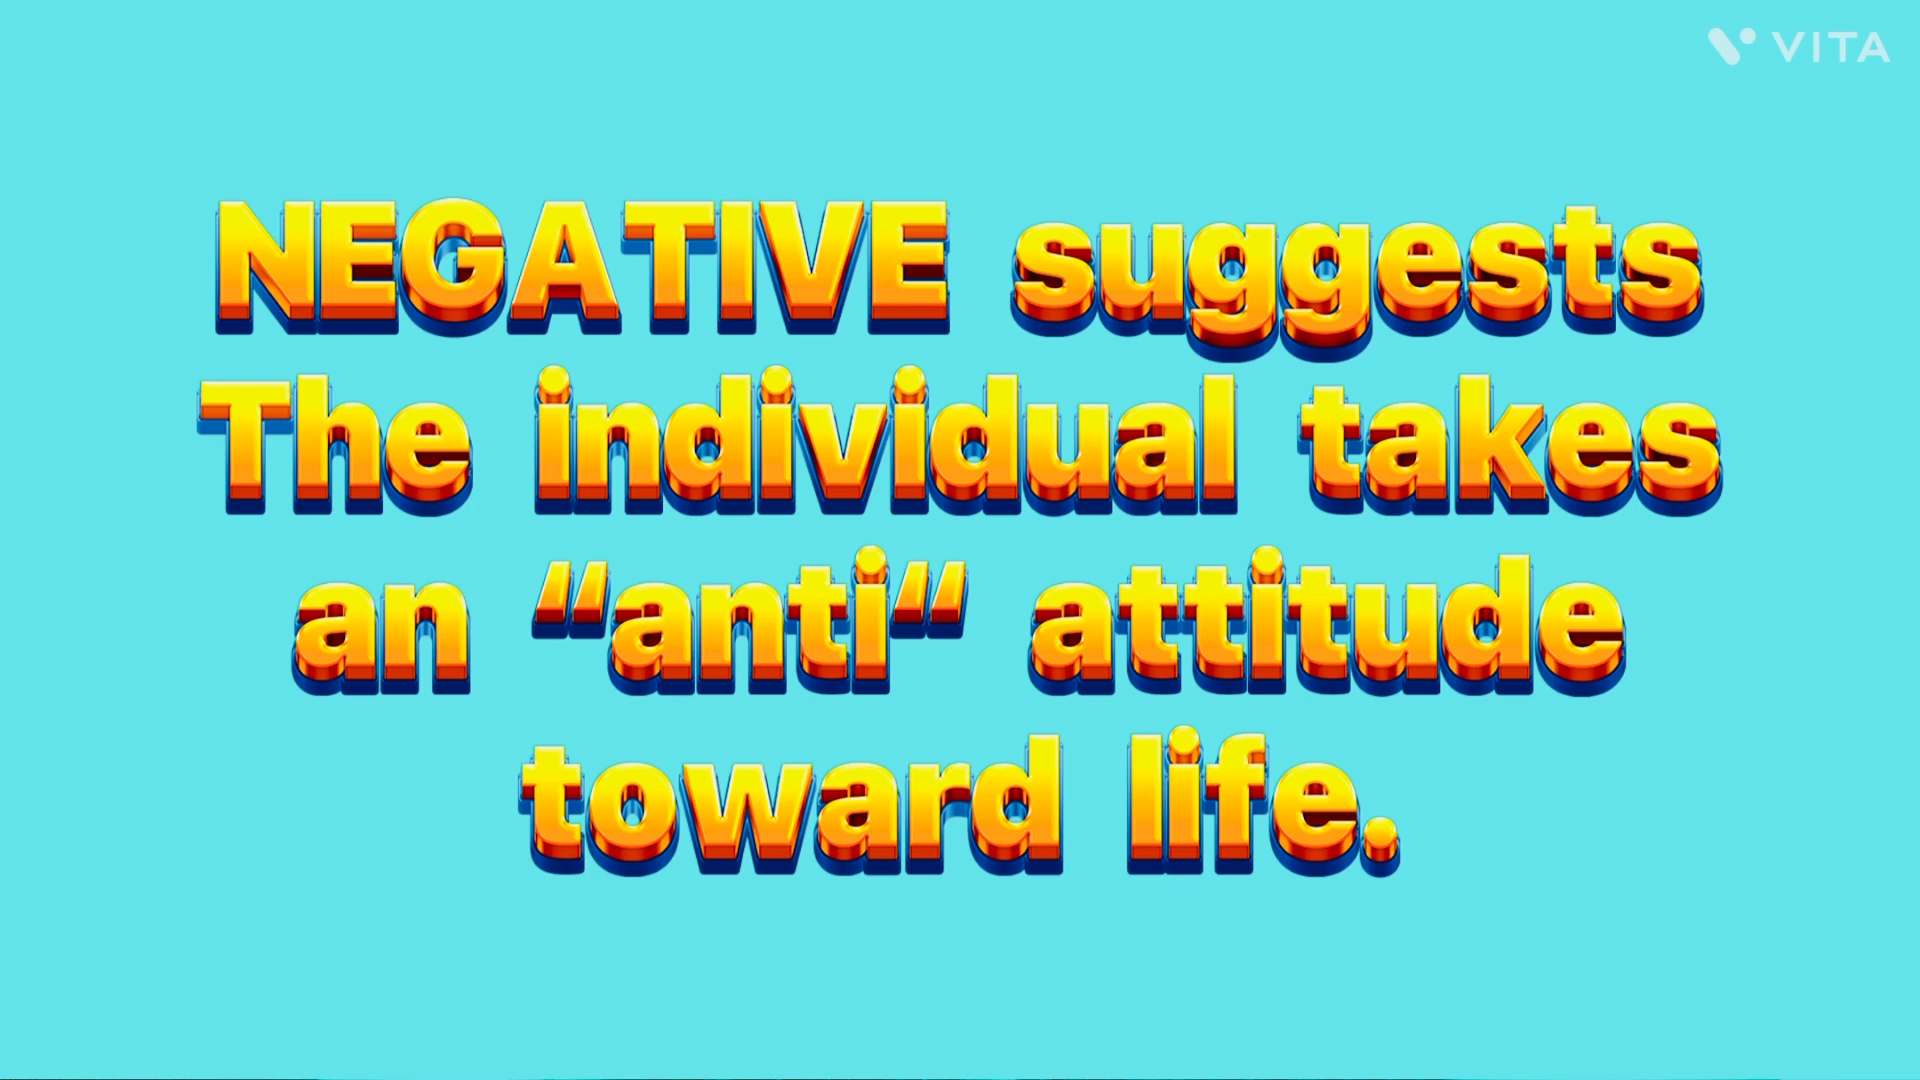 VITA
NEGATIVE suggests
The individual takes
an “anti“ attitude
toward life.